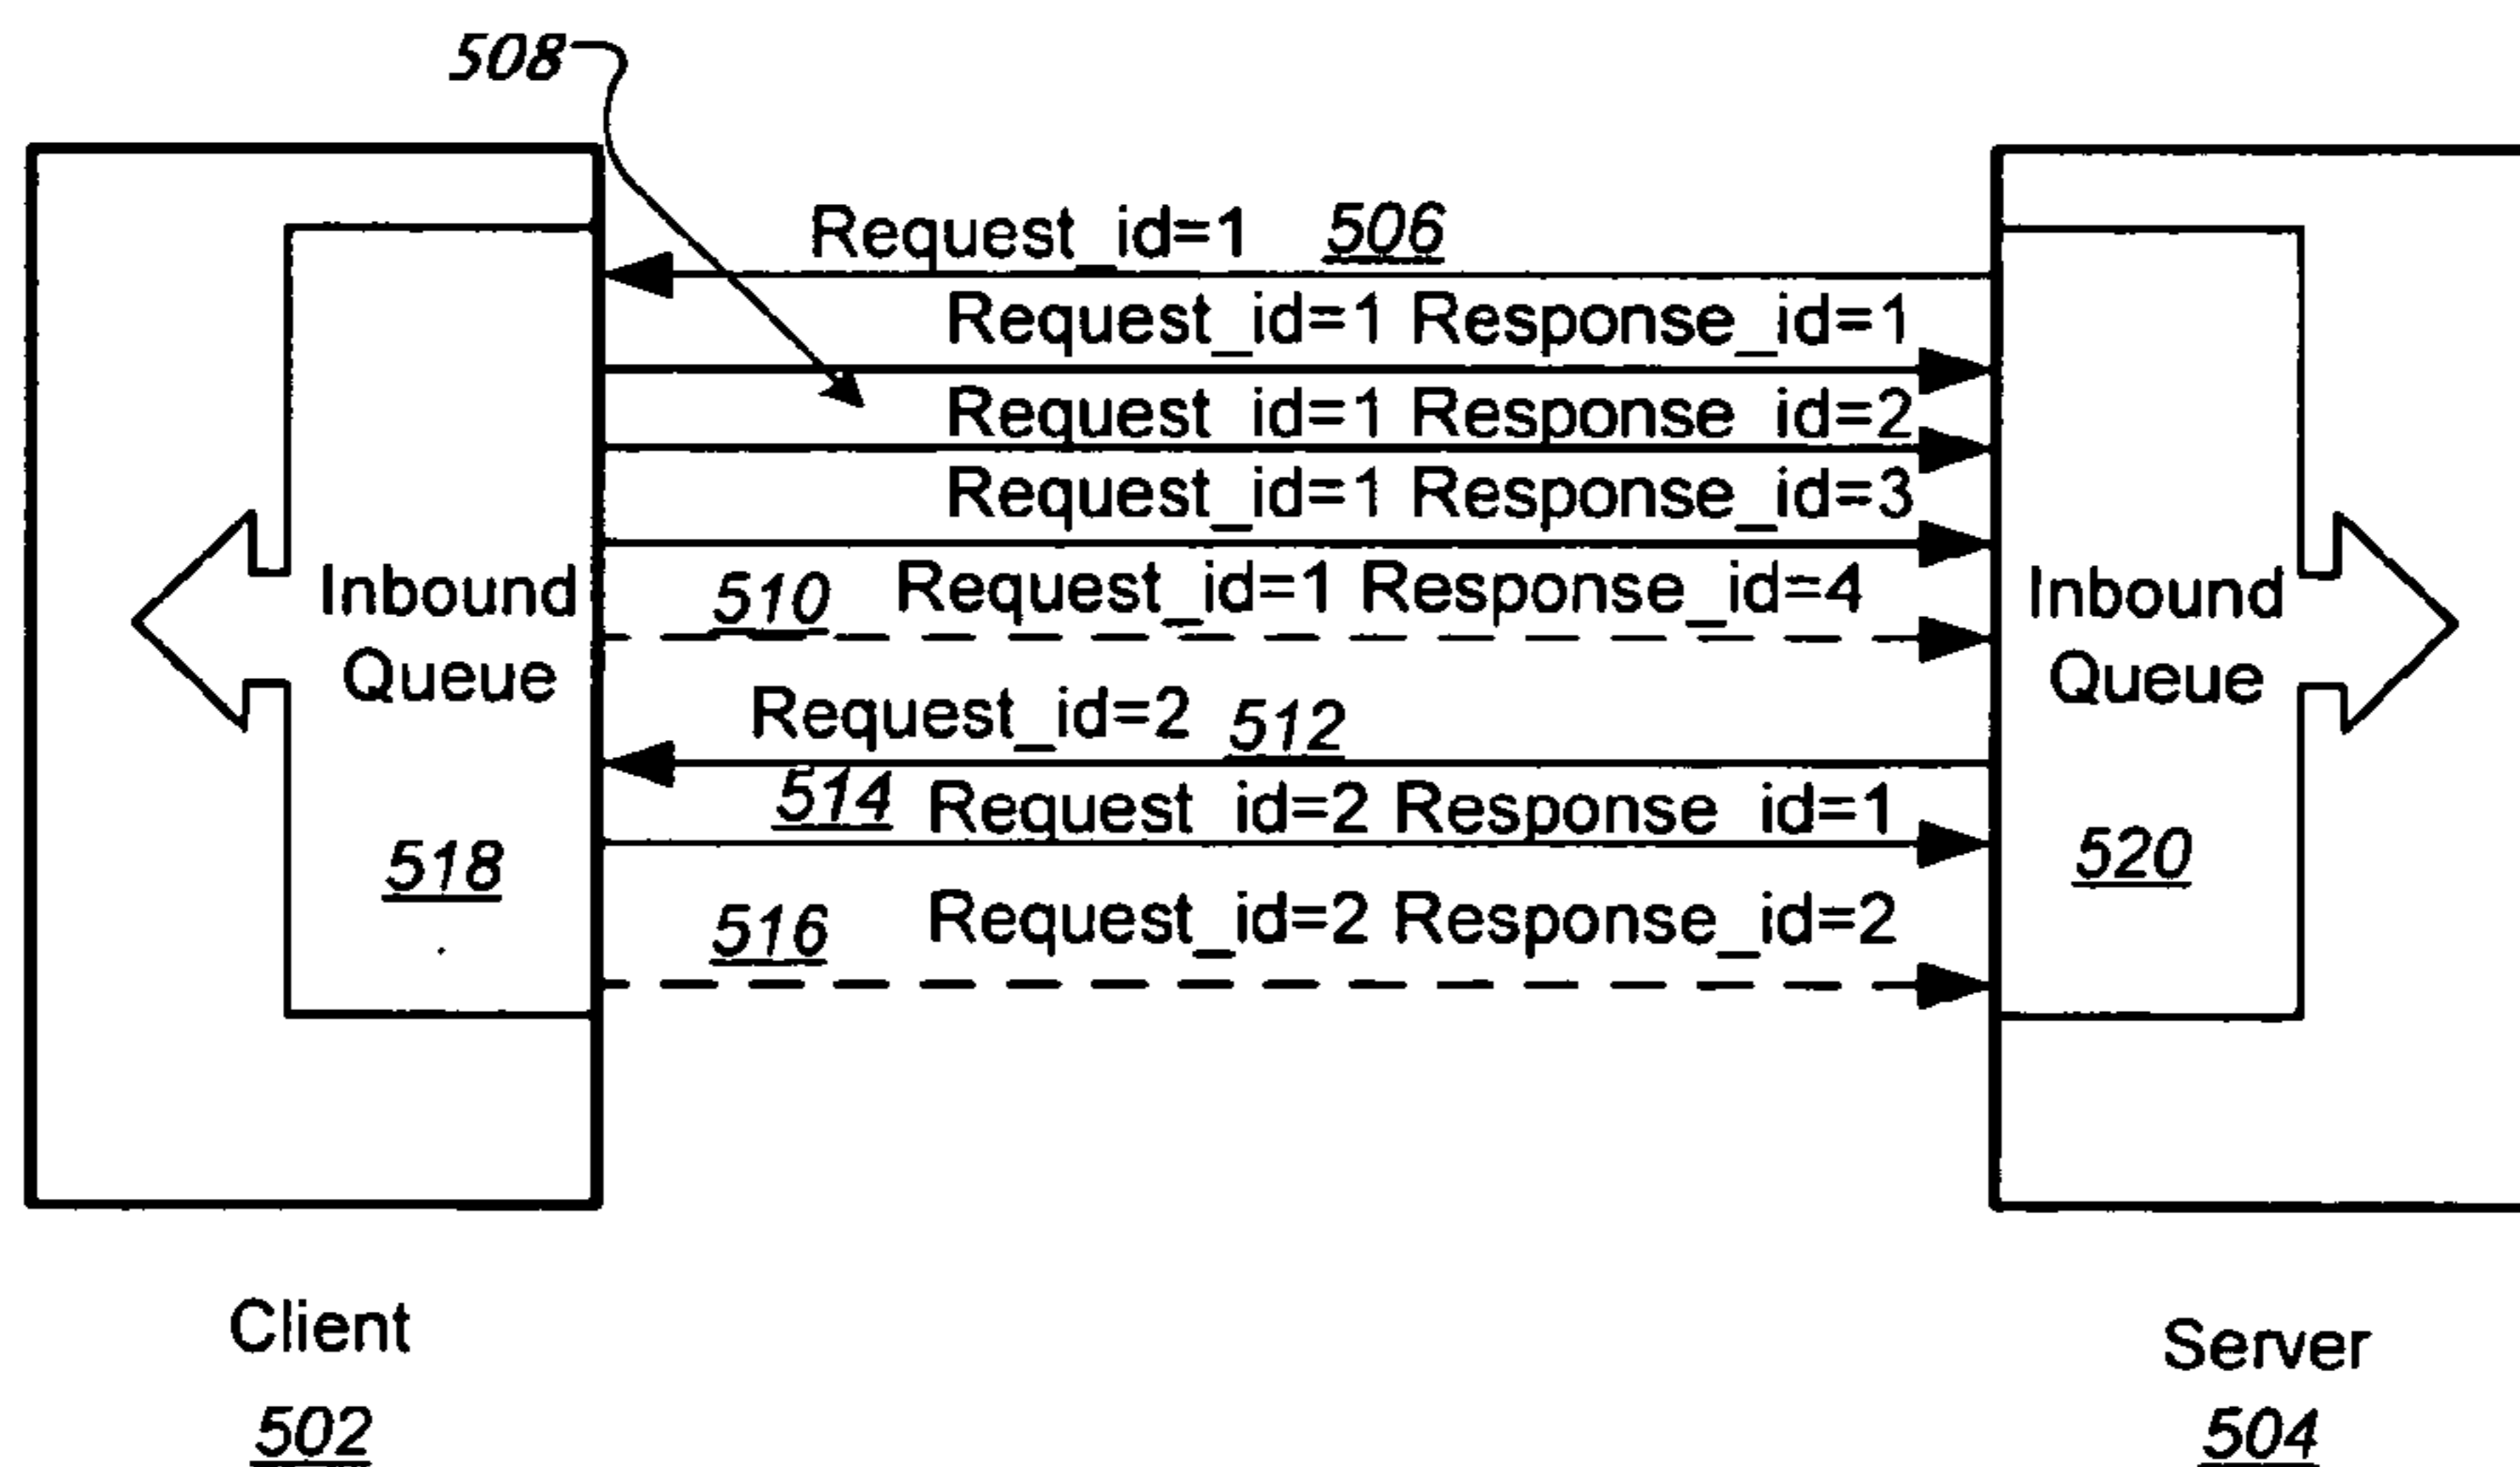 508
Request_id=1 506
Request_id=1 Response_id=1
Request_id=1 Response_id=2
Request_id=1 Response_id=3
510 Request_id=1 Response_id=4
Inbound
Queue
Inbound
Queue
Request_id=2 512
514 Request_id=2 Response_id=1
516 Request_id=2 Response_id=2
518
520
Client
502
Server
504